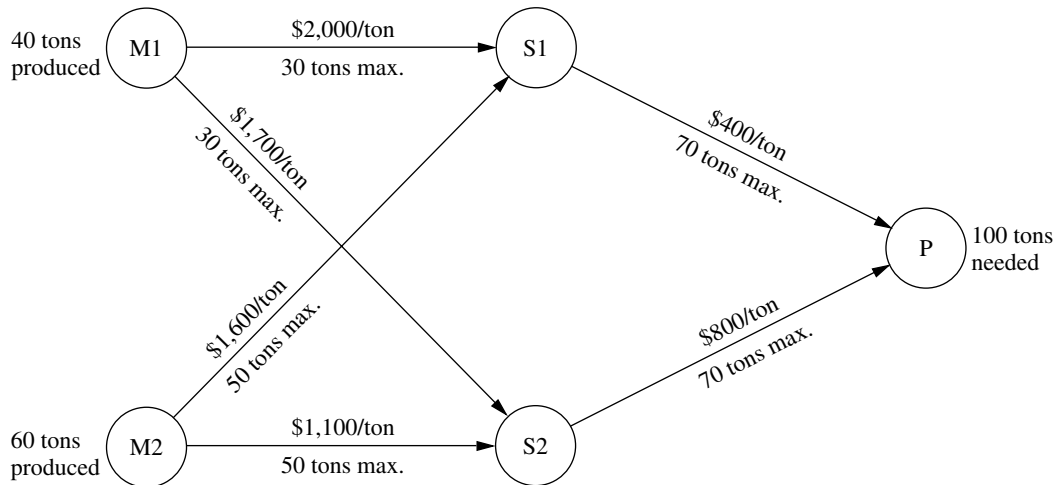 40 tons
produced
M1
$2,000/ton
30 tons max.
S1
$1,700/ton
30 tons max.
$400/ton
70 tons max.
P
100 tons
needed
$1,600/ton
50 tons max.
$800/ton
70 tons max.
60 tons
produced
M2
$1,100/ton
50 tons max.
S2